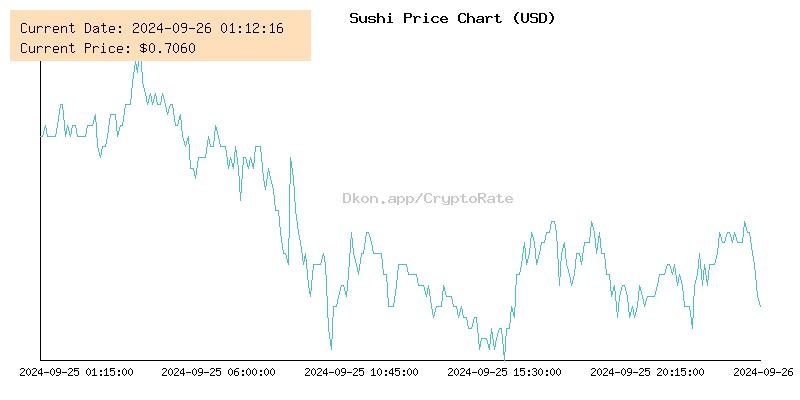 Sushi Price Chart (USD)
Current Date: 2024-09-26 01:12:16
Current Price: $0.7060
Dkon.app/CryptoRate
2024-09-25 01:15:00 2024-09-25 06:00:00 2024-09-25 10:45:00 2024-09-25 15:30:00 2024-09-25 20:15:00 2024-09-26